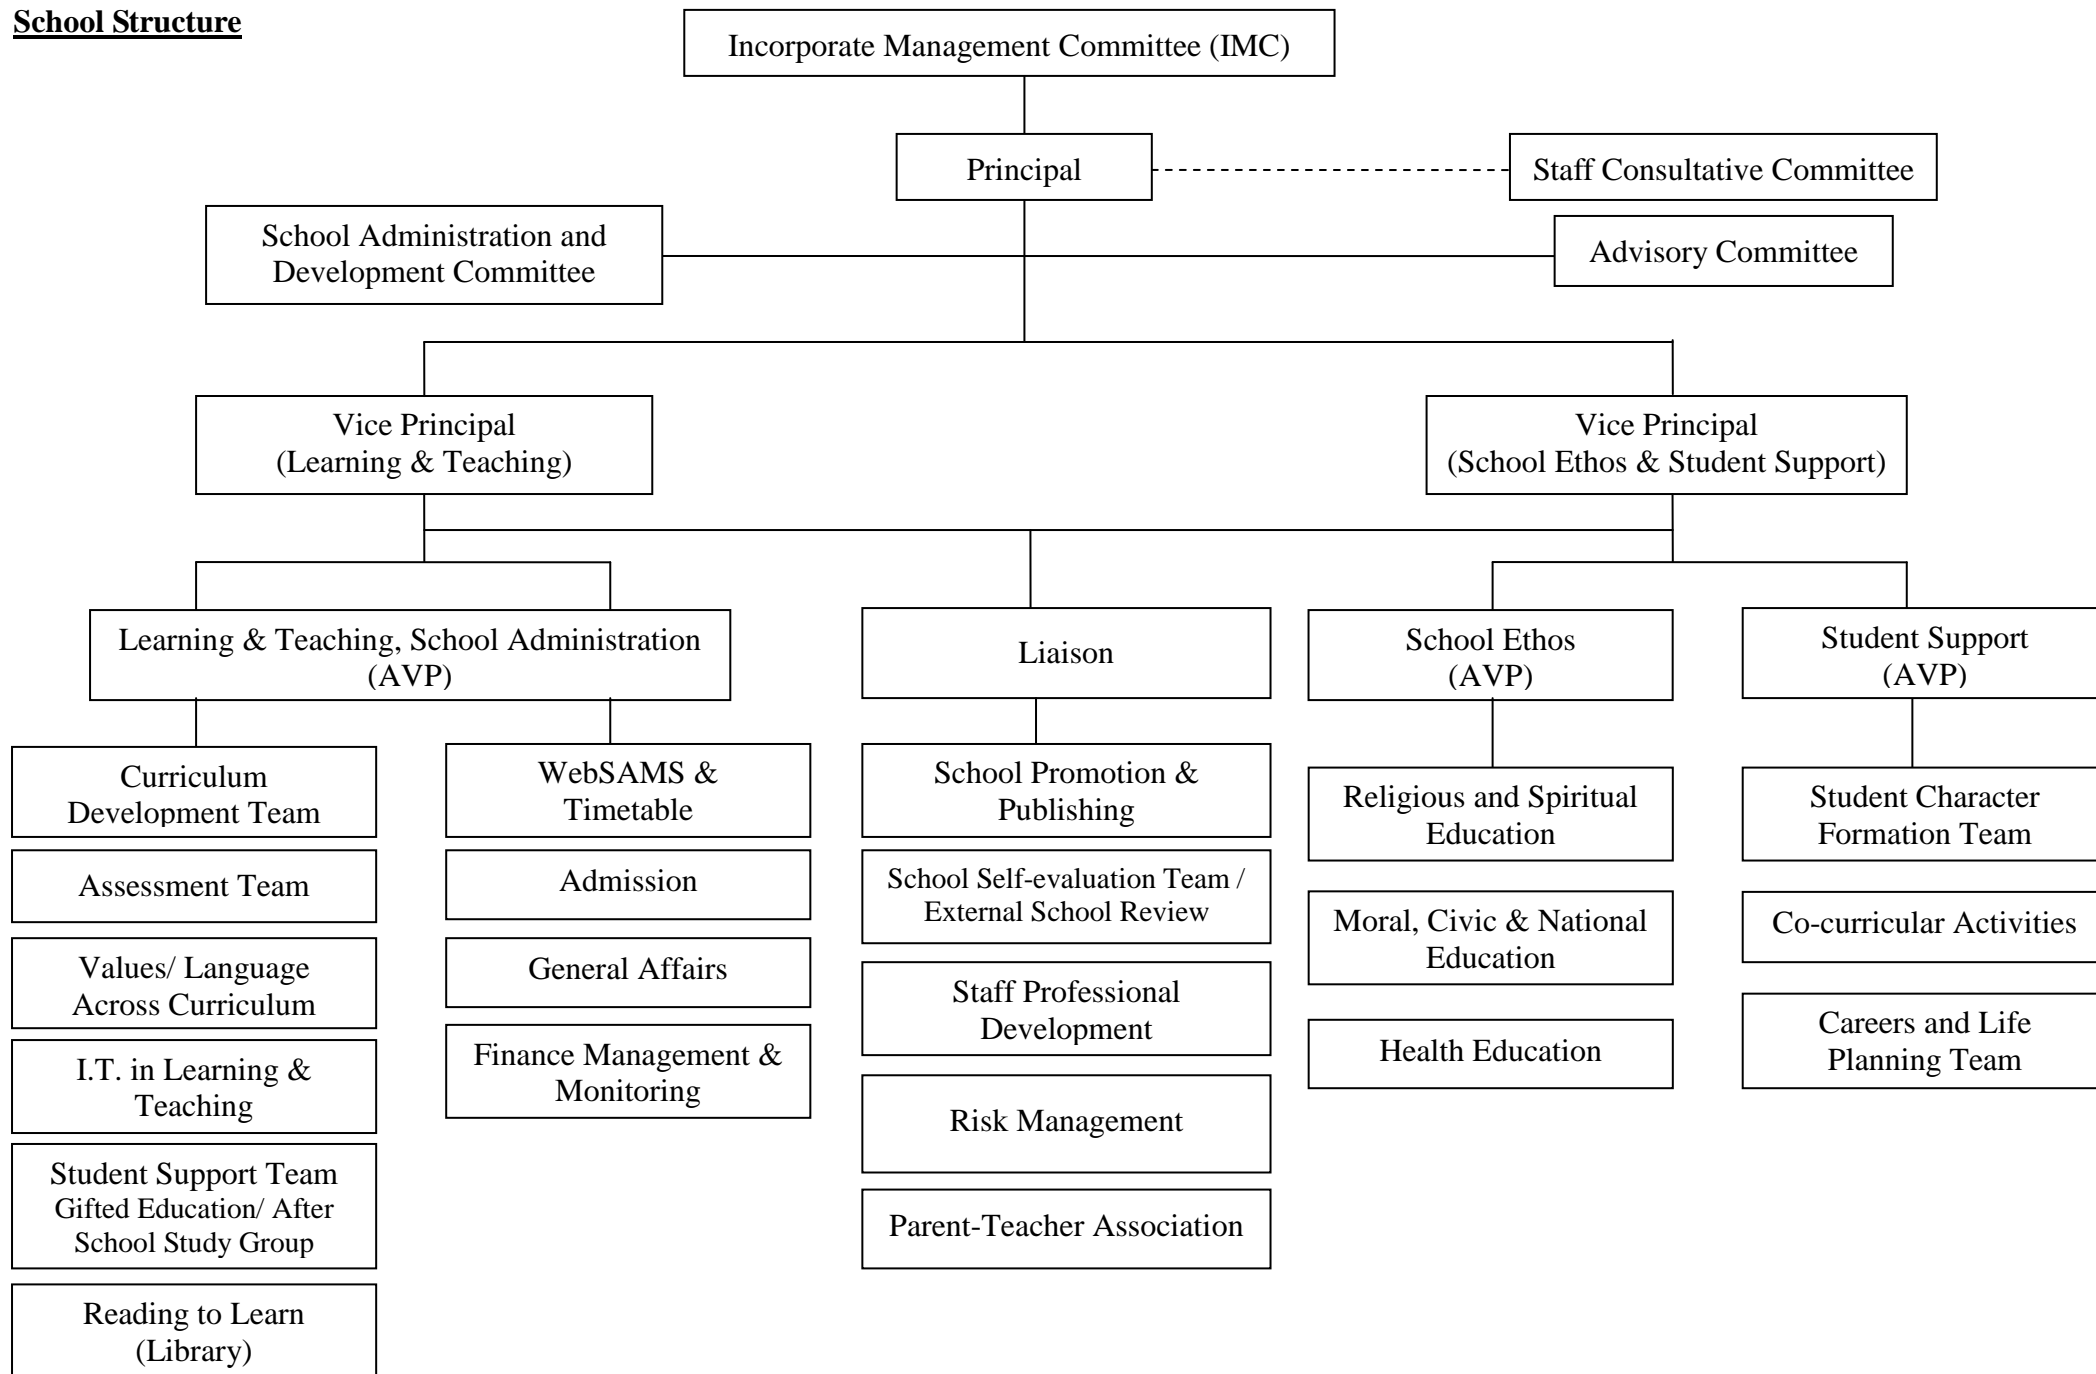 School Structure
Incorporate Management Committee (IMC)
Principal
Staff Consultative Committee
School Administration and
Development Committee
Advisory Committee
Vice Principal
(Learning & Teaching)
Vice Principal
(School Ethos & Student Support)
Learning & Teaching, School Administration
(AVP)
Liaison
School Ethos
(AVP)
Student Support
(AVP)
Curriculum
Development Team
Assessment Team
Values/ Language
Across Curriculum
I.T. in Learning &
Teaching
Student Support Team
Gifted Education/ After
School Study Group
Reading to Learn
(Library)
WebSAMS &
Timetable
Admission
General Affairs
Finance Management &
Monitoring
School Promotion &
Publishing
School Self-evaluation Team /
External School Review
Staff Professional
Development
Risk Management
Parent-Teacher Association
Religious and Spiritual
Education
Moral, Civic & National
Education
Health Education
Student Character
Formation Team
Co-curricular Activities
Careers and Life
Planning Team